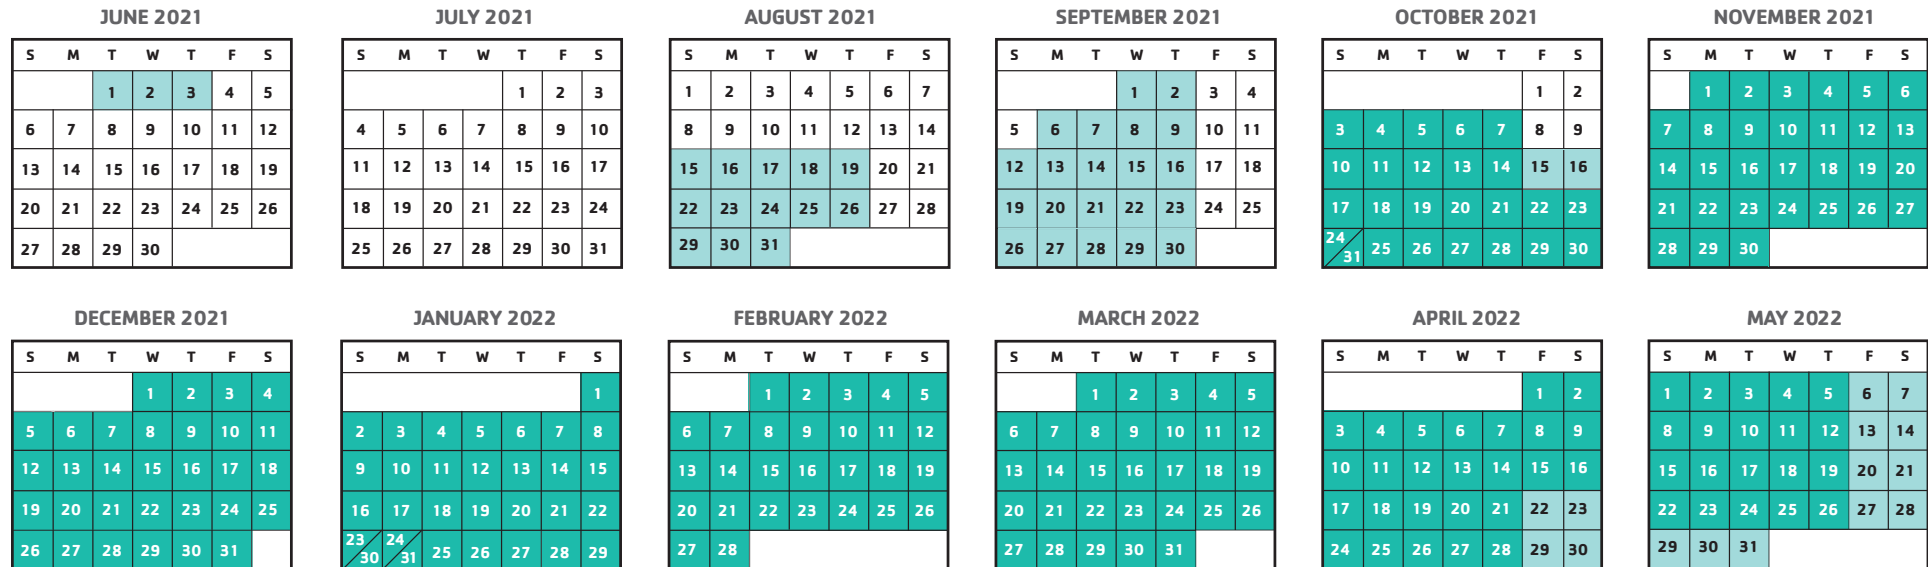 JUNE 2021
S M T W T F S
1 2 3 4 5
6 7 8 9 10 11 12
13 14 15 16 17 18 19
20 21 22 23 24 25 26
27 28 29 30
JULY 2021
S M T W T F S
1 2 3
4 5 6 7 8 9 10
11 12 13 14 15 16 17
18 19 20 21 22 23 24
25 26 27 28 29 30 31
AUGUST 2021
S M T W T F S
1 2 3 4 5 6 7
8 9 10 11 12 13 14
15 16 17 18 19 20 21
22 23 24 25 26 27 28
29 30 31
SEPTEMBER 2021
S M T W T F S
1 2 3 4
5 6 7 8 9 10 11
12 13 14 15 16 17 18
19 20 21 22 23 24 25
26 27 28 29 30
OCTOBER 2021
S M T W T F S
1 2
3 4 5 6 7 8 9
10 11 12 13 14 15 16
17 18 19 20 21 22 23
24/31 25 26 27 28 29 30
NOVEMBER 2021
S M T W T F S
1 2 3 4 5 6
7 8 9 10 11 12 13
14 15 16 17 18 19 20
21 22 23 24 25 26 27
28 29 30
DECEMBER 2021
S M T W T F S
1 2 3 4
5 6 7 8 9 10 11
12 13 14 15 16 17 18
19 20 21 22 23 24 25
26 27 28 29 30 31
JANUARY 2022
S M T W T F S
1
2 3 4 5 6 7 8
9 10 11 12 13 14 15
16 17 18 19 20 21 22
23/30 24/31 25 26 27 28 29
FEBRUARY 2022
S M T W T F S
1 2 3 4 5
6 7 8 9 10 11 12
13 14 15 16 17 18 19
20 21 22 23 24 25 26
27 28
MARCH 2022
S M T W T F S
1 2 3 4 5
6 7 8 9 10 11 12
13 14 15 16 17 18 19
20 21 22 23 24 25 26
27 28 29 30 31
APRIL 2022
S M T W T F S
1 2
3 4 5 6 7 8 9
10 11 12 13 14 15 16
17 18 19 20 21 22 23
24 25 26 27 28 29 30
MAY 2022
S M T W T F S
1 2 3 4 5 6 7
8 9 10 11 12 13 14
15 16 17 18 19 20 21
22 23 24 25 26 27 28
29 30 31